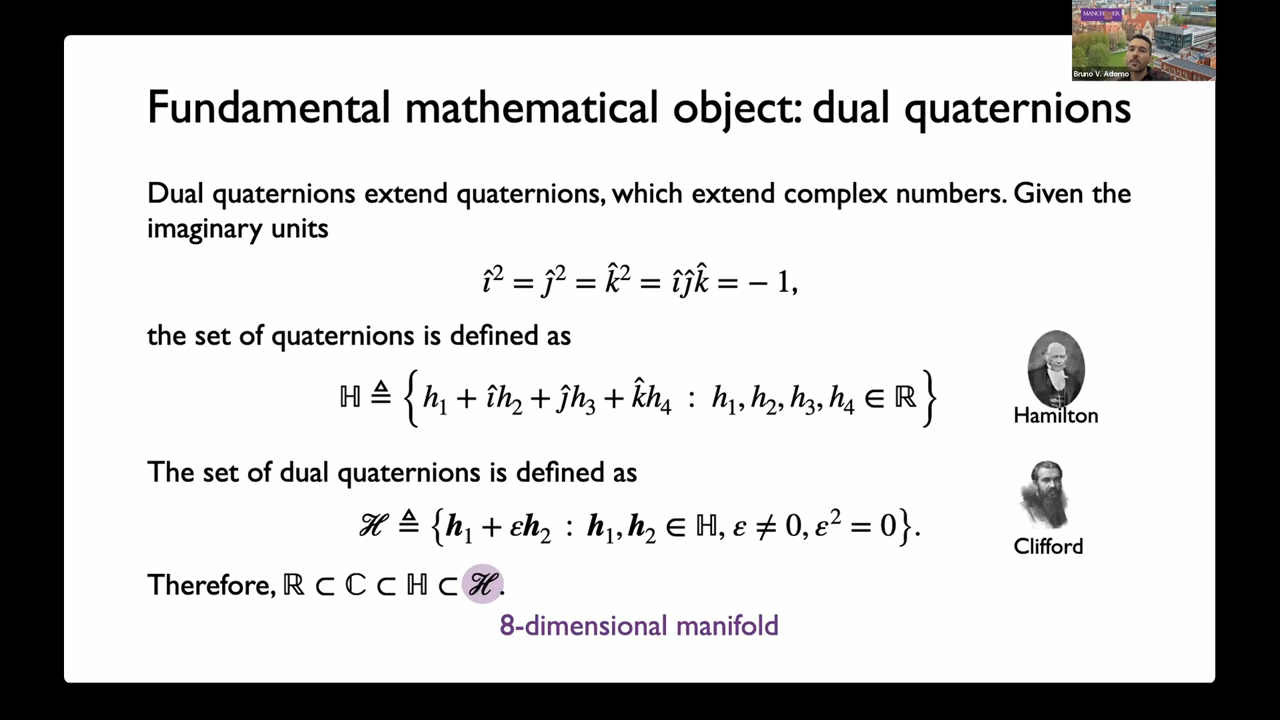 MANCHESTER
1824
Bruno V. Adorno
Fundamental mathematical object: dual quaternions
Dual quaternions extend quaternions, which extend complex numbers. Given the
imaginary units
î² = ĵ² = k̂² = îĵk̂ = − 1,
the set of quaternions is defined as
ℍ ≜ {h₁ + îh₂ + ĵh₃ + k̂h₄ : h₁, h₂, h₃, h₄ ∈ ℝ}
Hamilton
The set of dual quaternions is defined as
ℋ ≜ {𝒉₁ + ε𝒉₂ : 𝒉₁, 𝒉₂ ∈ ℍ, ε ≠ 0, ε² = 0}.
Clifford
Therefore, ℝ ⊂ ℂ ⊂ ℍ ⊂ ℋ.
8-dimensional manifold